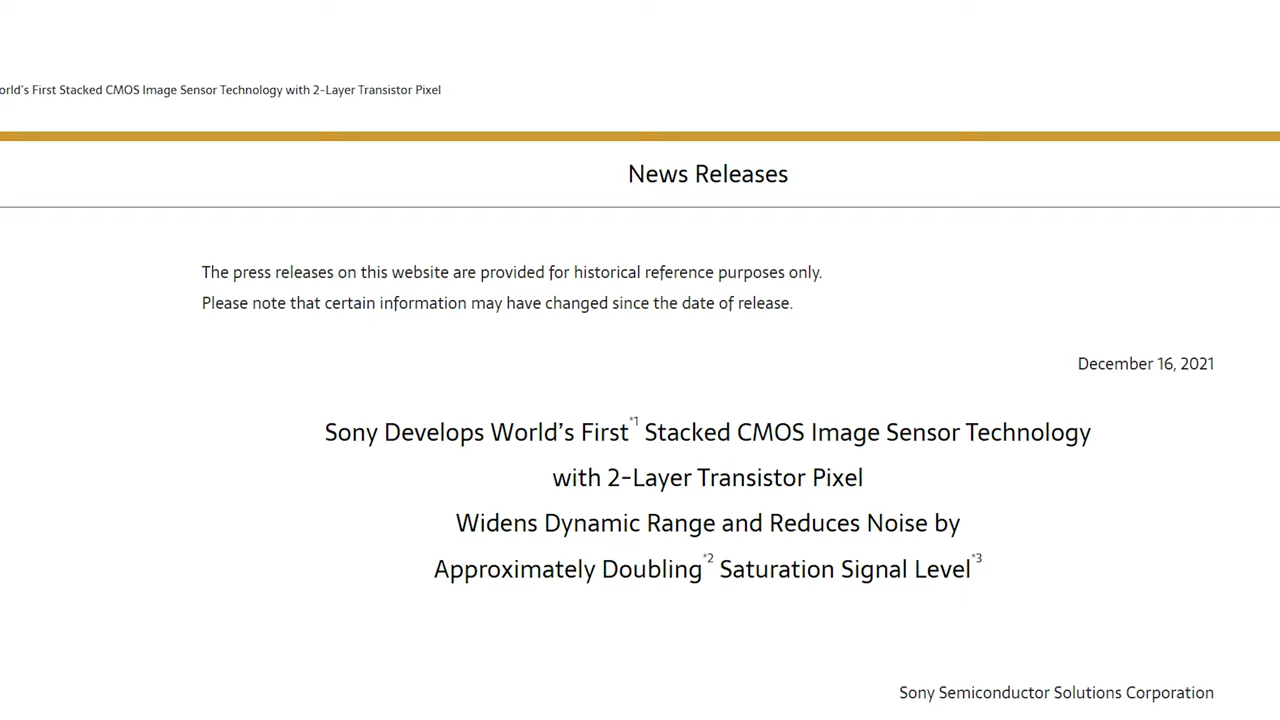 World's First Stacked CMOS Image Sensor Technology with 2-Layer Transistor Pixel
News Releases
The press releases on this website are provided for historical reference purposes only.
Please note that certain information may have changed since the date of release.
December 16, 2021
Sony Develops World's First*1 Stacked CMOS Image Sensor Technology
with 2-Layer Transistor Pixel
Widens Dynamic Range and Reduces Noise by
Approximately Doubling*2 Saturation Signal Level*3
Sony Semiconductor Solutions Corporation